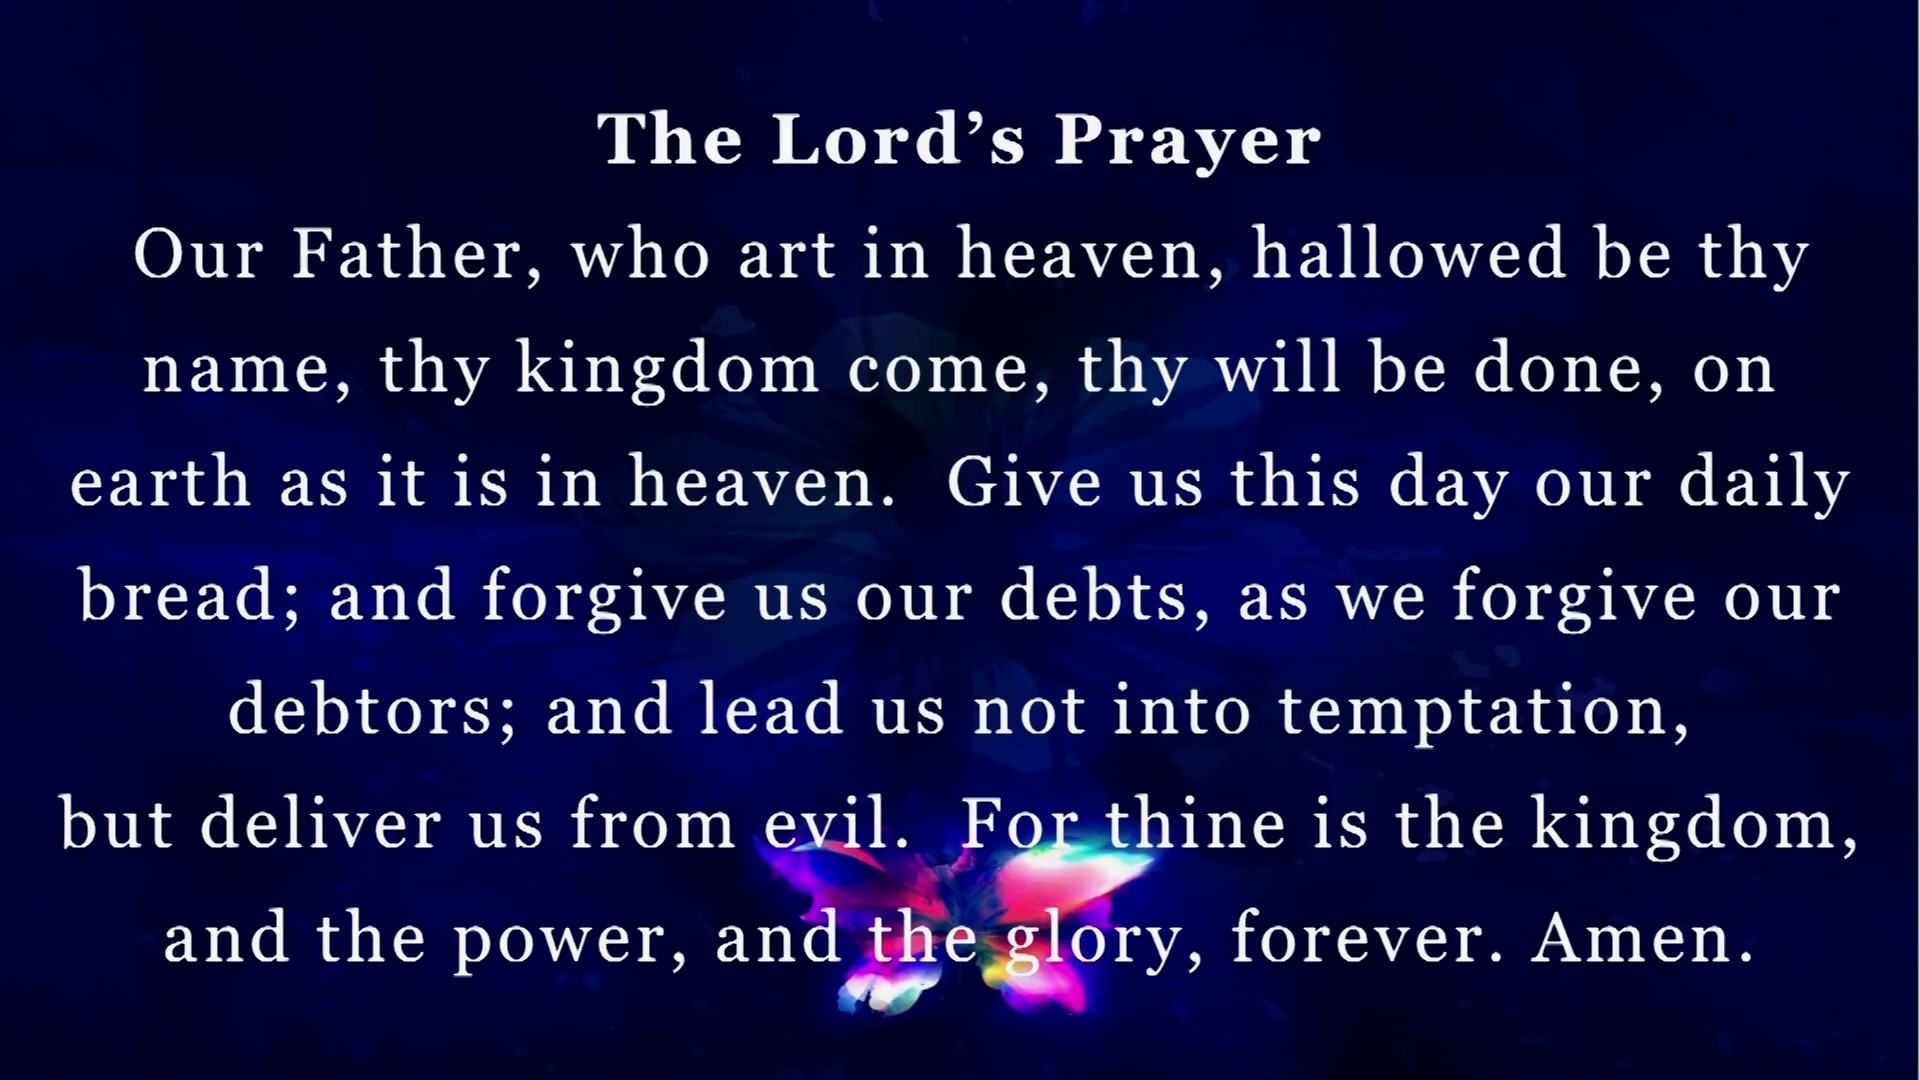 The Lord’s Prayer
Our Father, who art in heaven, hallowed be thy
name, thy kingdom come, thy will be done, on
earth as it is in heaven.  Give us this day our daily
bread; and forgive us our debts, as we forgive our
debtors; and lead us not into temptation,
but deliver us from evil.  For thine is the kingdom,
and the power, and the glory, forever. Amen.